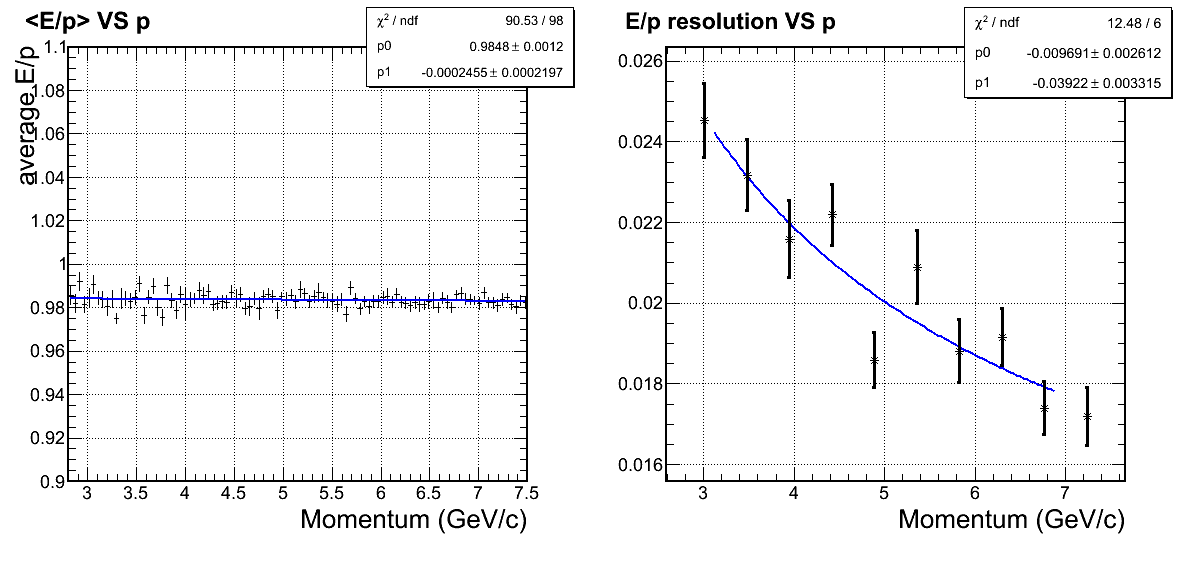 <E/p> VS p
χ² / ndf 90.53 / 98
p0 0.9848 ± 0.0012
p1 -0.0002455 ± 0.0002197
average E/p
1.1
1.08
1.06
1.04
1.02
1
0.98
0.96
0.94
0.92
0.9
3 3.5 4 4.5 5 5.5 6 6.5 7 7.5
Momentum (GeV/c)
E/p resolution VS p
χ² / ndf 12.48 / 6
p0 -0.009691 ± 0.002612
p1 -0.03922 ± 0.003315
0.026
0.024
0.022
0.02
0.018
0.016
3 4 5 6 7
Momentum (GeV/c)